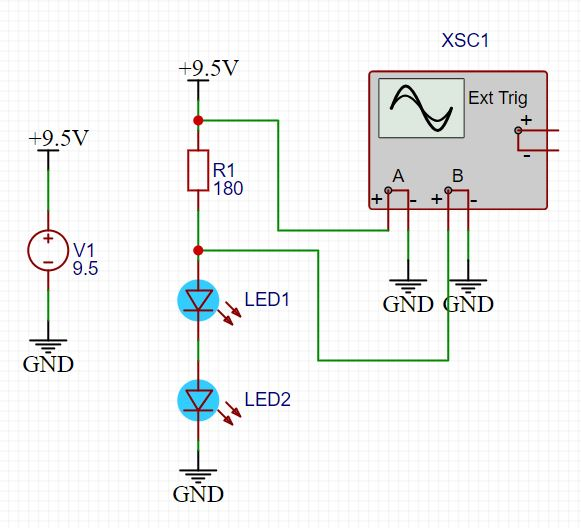 XSC1
+9.5V
Ext Trig
+
-
+9.5V
R1
180
A
B
+
-
+
-
+
V1
-
9.5
LED1
GND
GND
GND
LED2
GND